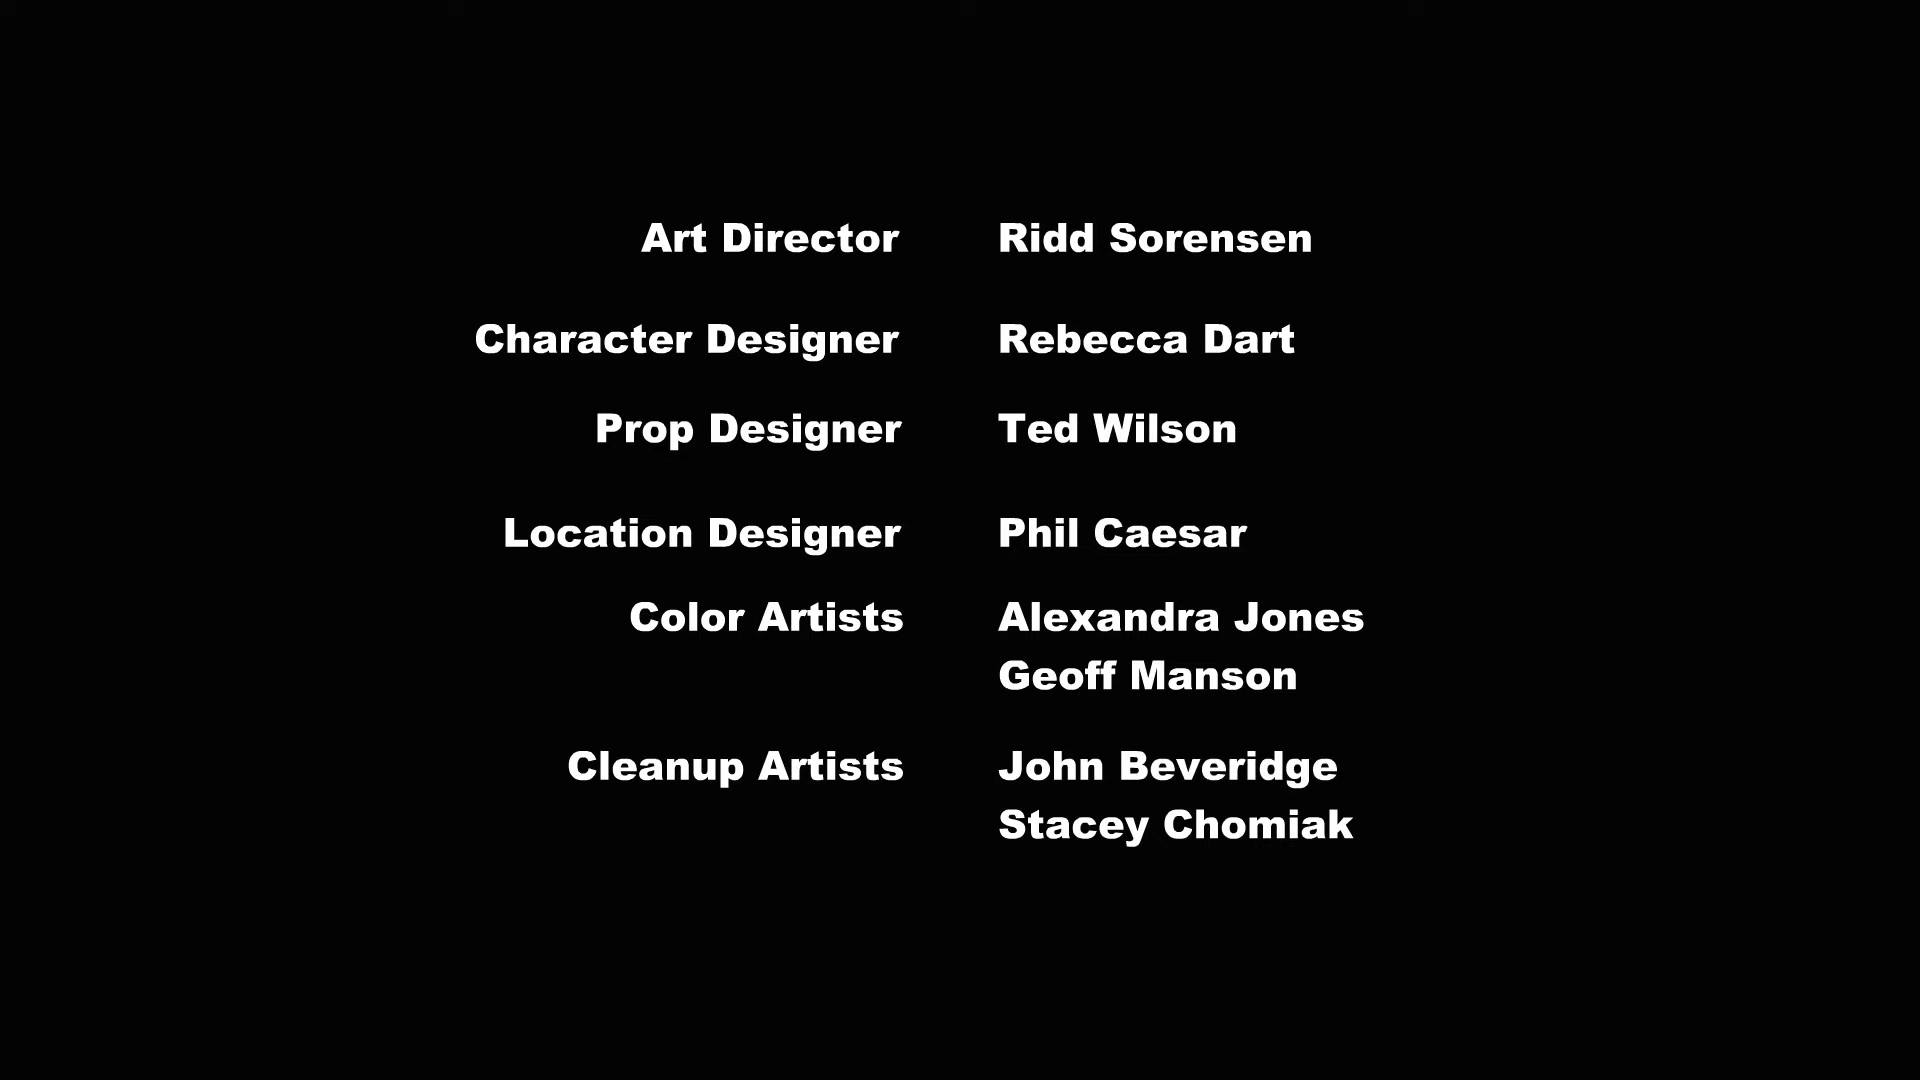 Art Director Ridd Sorensen
Character Designer Rebecca Dart
Prop Designer Ted Wilson
Location Designer Phil Caesar
Color Artists Alexandra Jones
Geoff Manson
Cleanup Artists John Beveridge
Stacey Chomiak